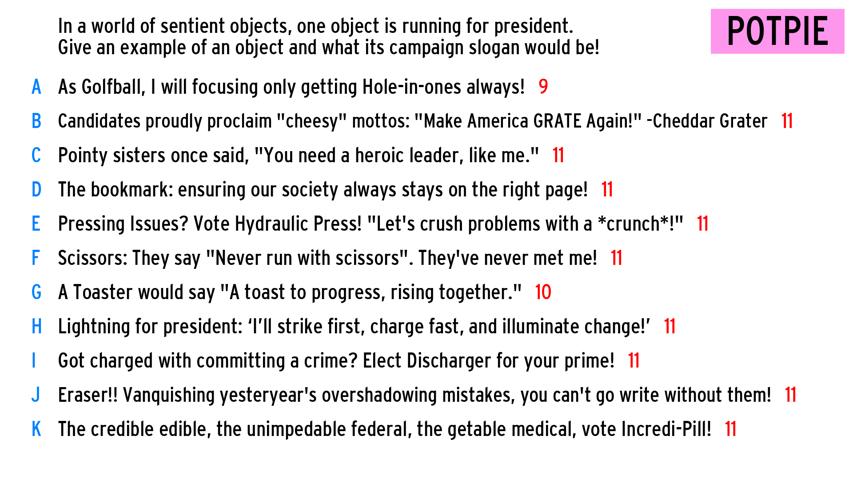 In a world of sentient objects, one object is running for president.
Give an example of an object and what its campaign slogan would be!
POTPIE
A As Golfball, I will focusing only getting Hole-in-ones always! 9
B Candidates proudly proclaim "cheesy" mottos: "Make America GRATE Again!" -Cheddar Grater 11
C Pointy sisters once said, "You need a heroic leader, like me." 11
D The bookmark: ensuring our society always stays on the right page! 11
E Pressing Issues? Vote Hydraulic Press! "Let's crush problems with a *crunch*!" 11
F Scissors: They say "Never run with scissors". They've never met me! 11
G A Toaster would say "A toast to progress, rising together." 10
H Lightning for president: ‘I’ll strike first, charge fast, and illuminate change!’ 11
I Got charged with committing a crime? Elect Discharger for your prime! 11
J Eraser!! Vanquishing yesteryear's overshadowing mistakes, you can't go write without them! 11
K The credible edible, the unimpedable federal, the getable medical, vote Incredi-Pill! 11